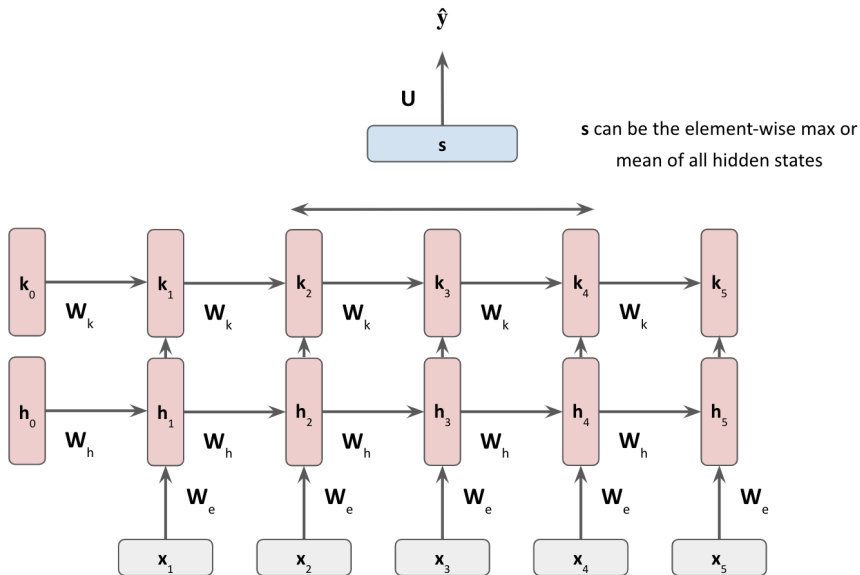 ŷ
U
s
s can be the element-wise max or
mean of all hidden states
k₀ k₁ k₂ k₃ k₄ k₅
Wₖ Wₖ Wₖ Wₖ Wₖ
h₀ h₁ h₂ h₃ h₄ h₅
Wₕ Wₕ Wₕ Wₕ Wₕ
Wₑ Wₑ Wₑ Wₑ Wₑ
x₁ x₂ x₃ x₄ x₅